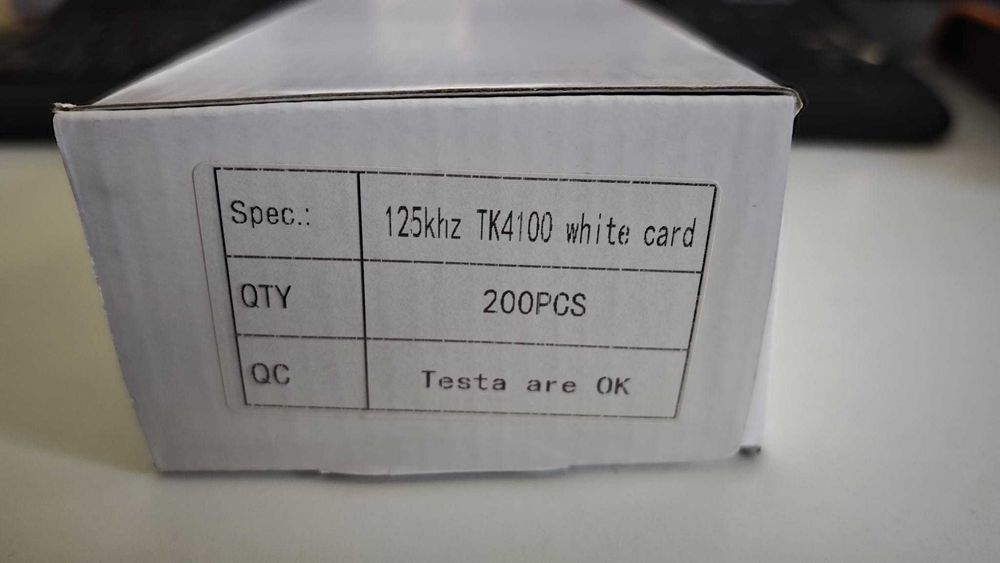 Spec.: 125khz TK4100 white card
QTY 200PCS
QC Testa are OK